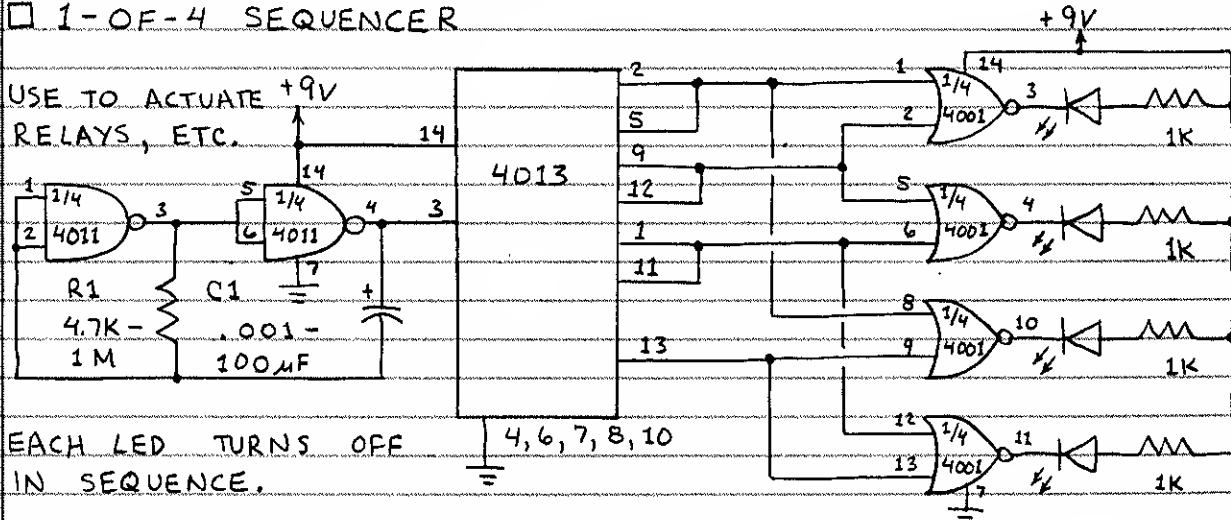 □ 1-OF-4 SEQUENCER
+9V
USE TO ACTUATE +9V
RELAYS, ETC.
14
14
4013
2
5
9
12
1
11
13
3
4, 6, 7, 8, 10
1
2
1/4
4011
3
5
6
1/4
4011
4
7
R1
4.7K-
1M
C1
.001-
100µF
+
1
2
1/4
4001
14
3
1K
5
6
1/4
4001
4
1K
8
9
1/4
4001
10
1K
12
13
1/4
4001
11
7
1K
EACH LED TURNS OFF
IN SEQUENCE.